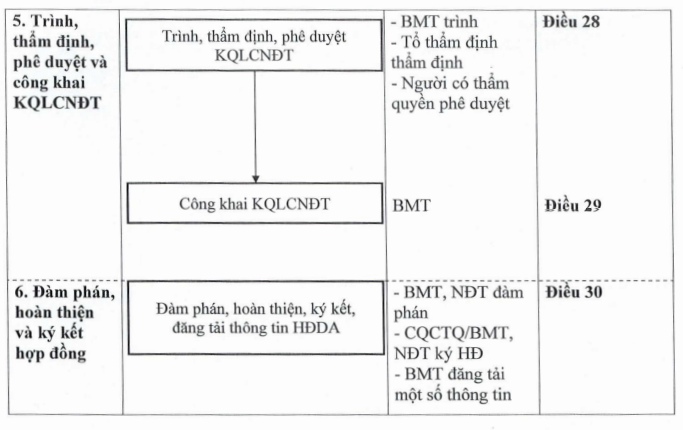 5. Trình,
thẩm định,
phê duyệt và
công khai
KQLCNĐT
Trình, thẩm định, phê duyệt
KQLCNĐT
- BMT trình
- Tổ thẩm định
thẩm định
- Người có thẩm
quyền phê duyệt
Điều 28
Công khai KQLCNĐT
BMT
Điều 29
6. Đàm phán,
hoàn thiện
và ký kết
hợp đồng
Đàm phán, hoàn thiện, ký kết,
đăng tải thông tin HĐDA
- BMT, NĐT đàm
phán
- CQCTQ/BMT,
NĐT ký HĐ
- BMT đăng tải
một số thông tin
Điều 30